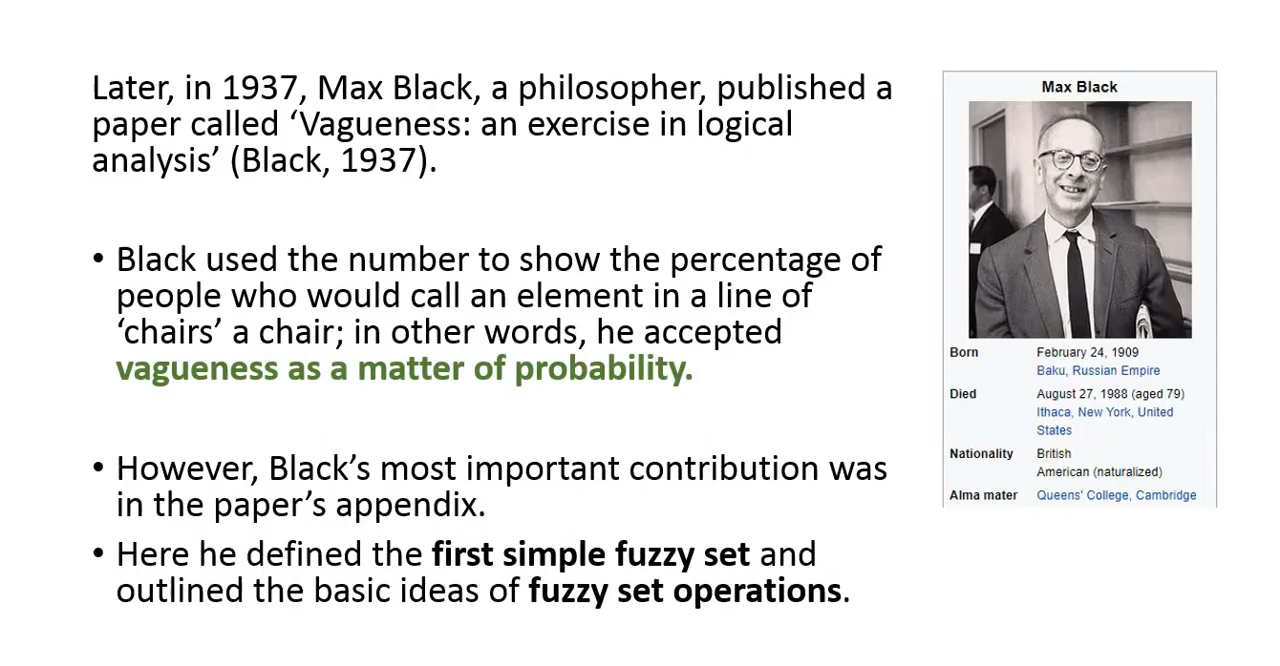 Later, in 1937, Max Black, a philosopher, published a
paper called ‘Vagueness: an exercise in logical
analysis’ (Black, 1937).
• Black used the number to show the percentage of
people who would call an element in a line of
‘chairs’ a chair; in other words, he accepted
vagueness as a matter of probability.
• However, Black’s most important contribution was
in the paper’s appendix.
• Here he defined the first simple fuzzy set and
outlined the basic ideas of fuzzy set operations.
Max Black
Born February 24, 1909
Baku, Russian Empire
Died August 27, 1988 (aged 79)
Ithaca, New York, United
States
Nationality British
American (naturalized)
Alma mater Queens' College, Cambridge